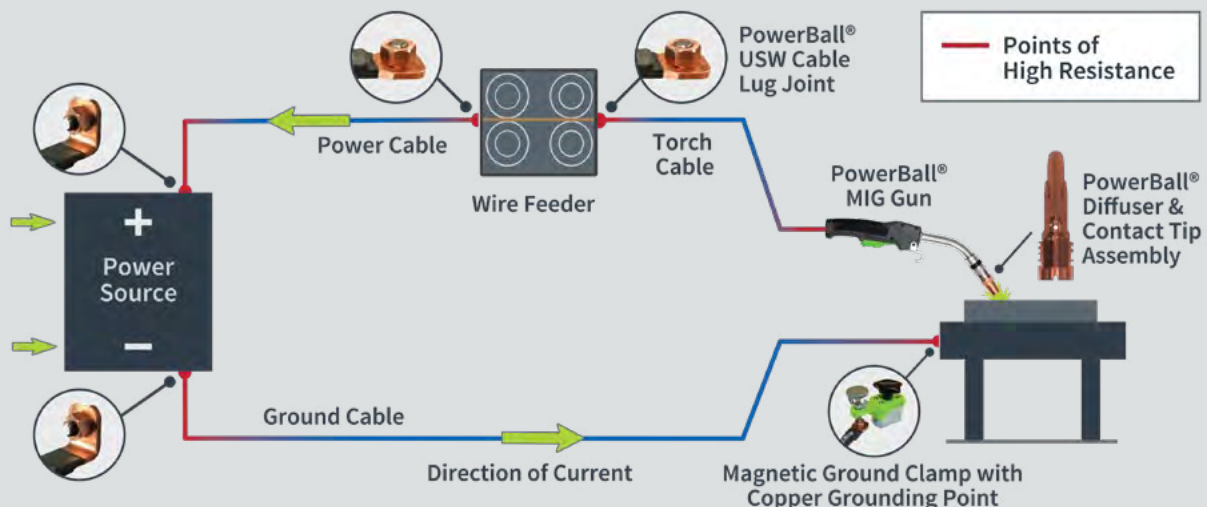 PowerBall®
USW Cable
Lug Joint
Points of
High Resistance
Power Cable
Torch
Cable
Wire Feeder
PowerBall®
MIG Gun
PowerBall®
Diffuser &
Contact Tip
Assembly
+
Power
Source
−
Ground Cable
Direction of Current
Magnetic Ground Clamp with
Copper Grounding Point